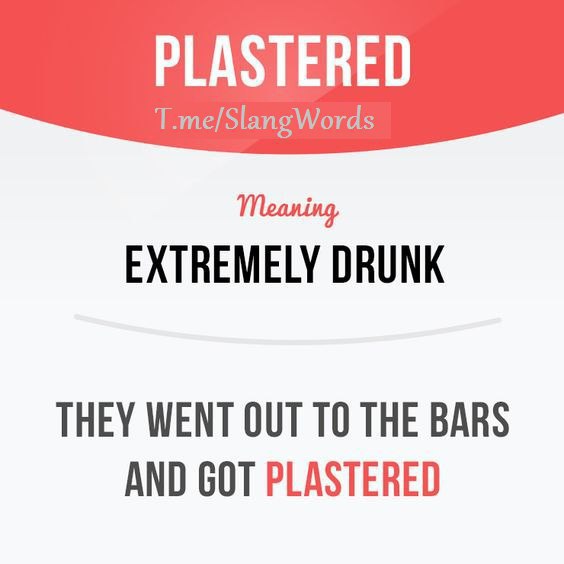 PLASTERED
T.me/SlangWords
Meaning
EXTREMELY DRUNK
THEY WENT OUT TO THE BARS
AND GOT PLASTERED